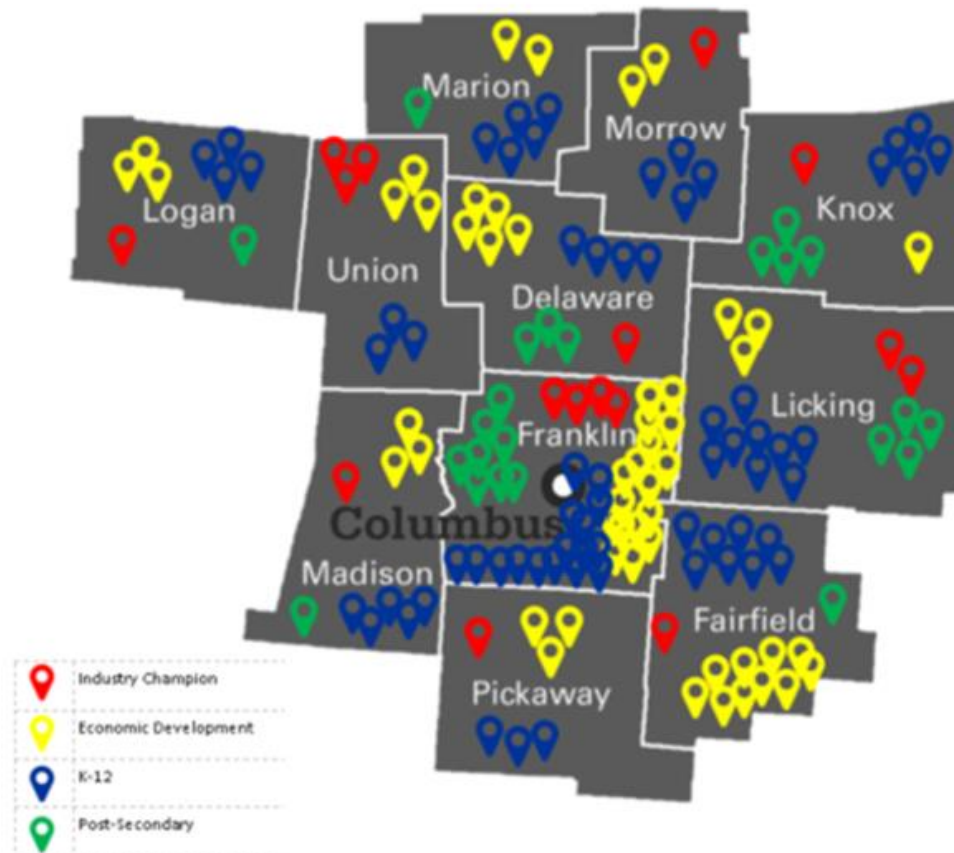 Marion
Morrow
Logan
Knox
Union
Delaware
Licking
Franklin
Columbus
Madison
Fairfield
Pickaway
Industry Champion
Economic Development
K-12
Post-Secondary